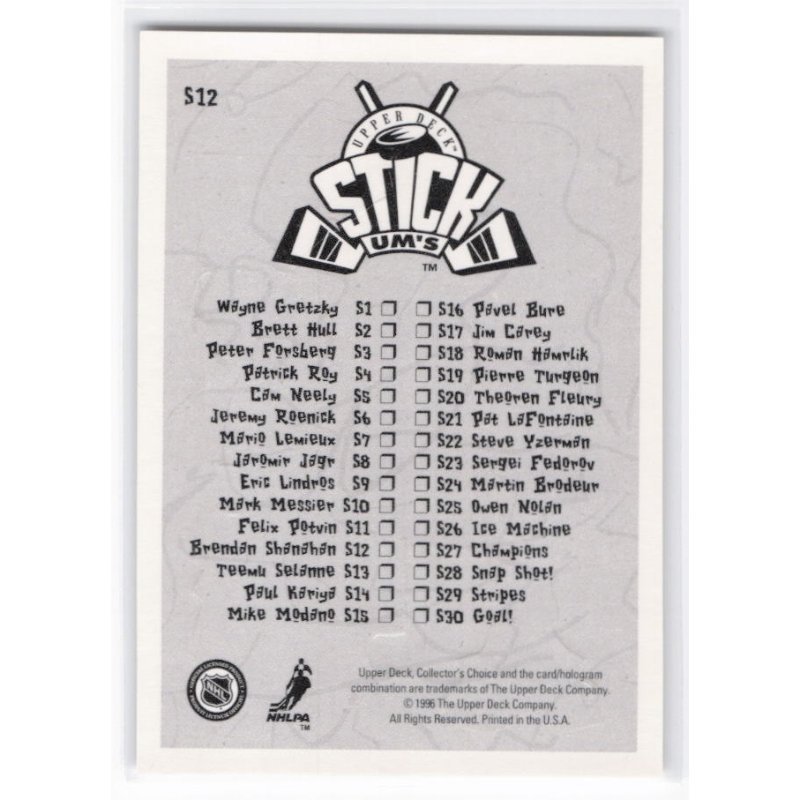 S12
UPPER DECK™
STICK
UM'S
™
Wayne Gretzky S1 S16 Pavel Bure
Brett Hull S2 S17 Jim Carey
Peter Forsberg S3 S18 Roman Hamrlik
Patrick Roy S4 S19 Pierre Turgeon
Cam Neely S5 S20 Theoren Fleury
Jeremy Roenick S6 S21 Pat LaFontaine
Mario Lemieux S7 S22 Steve Yzerman
Jaromir Jagr S8 S23 Sergei Fedorov
Eric Lindros S9 S24 Martin Brodeur
Mark Messier S10 S25 Owen Nolan
Felix Potvin S11 S26 Ice Machine
Brendan Shanahan S12 S27 Champions
Teemu Selanne S13 S28 Snap Shot!
Paul Kariya S14 S29 Stripes
Mike Modano S15 S30 Goal!
NHL
NHLPA
™
Upper Deck, Collector's Choice and the card/hologram
combination are trademarks of The Upper Deck Company.
© 1996 The Upper Deck Company.
All Rights Reserved. Printed in the U.S.A.